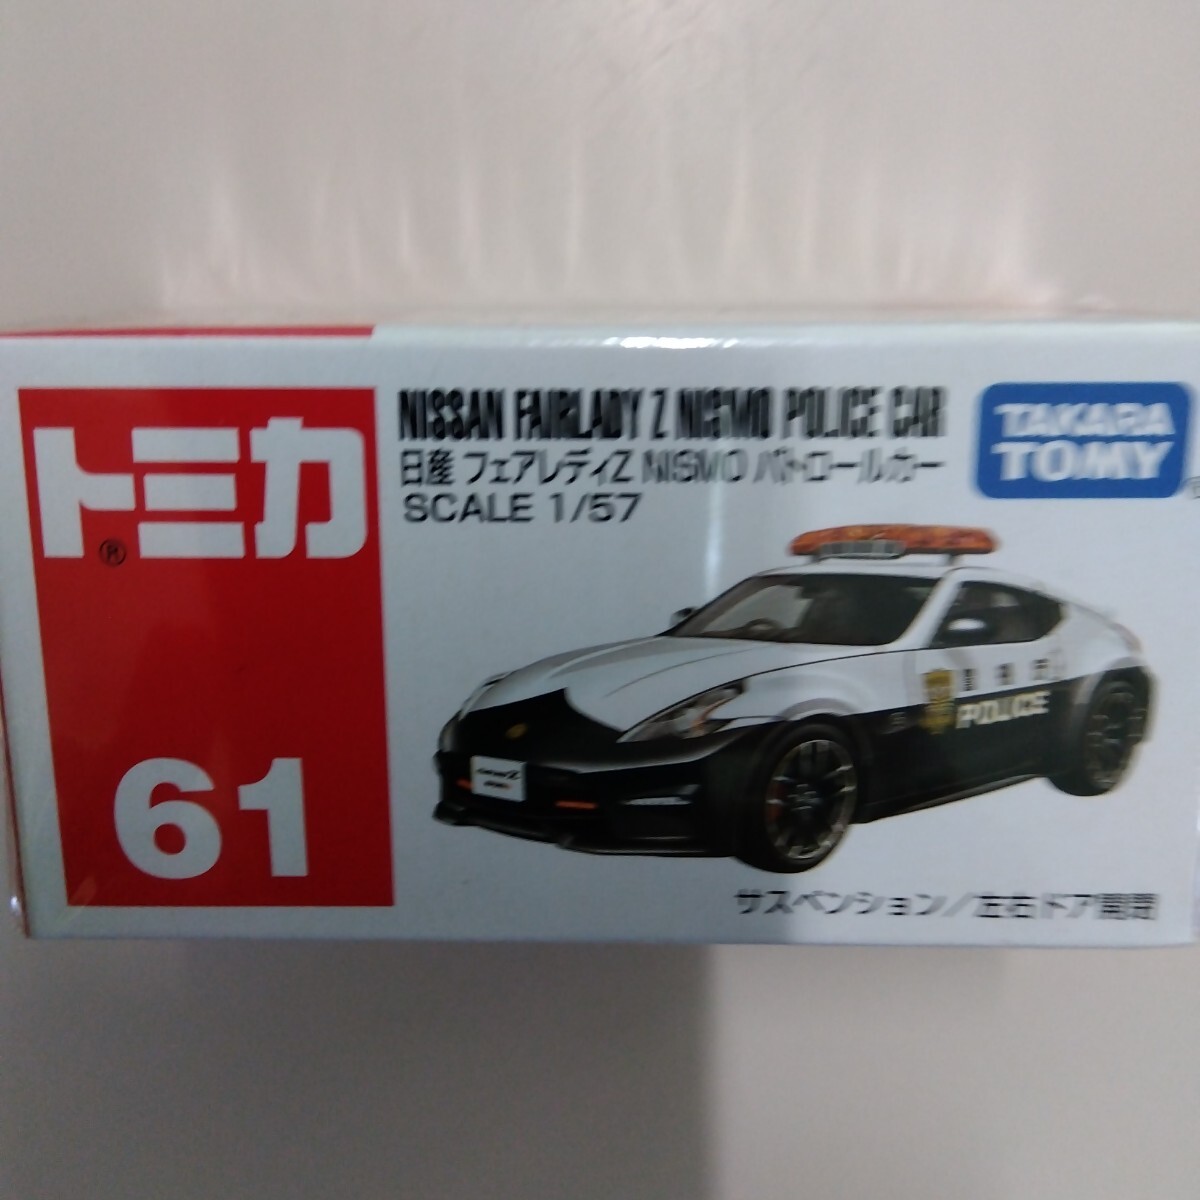 トミカ
®
61
NISSAN FAIRLADY Z NISMO POLICE CAR
日産 フェアレディZ NISMO パトロールカー
SCALE 1/57
TAKARA
TOMY
POLICE
サスペンション/左右ドア開閉